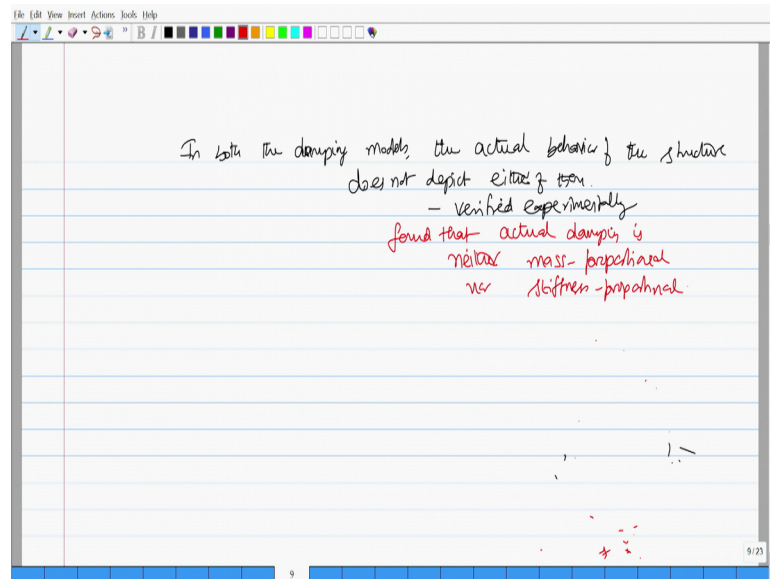 File Edit View Insert Actions Tools Help
B I
In both the damping models, the actual behavior of the structure
does not depict either of them.
- verified experimentally
found that actual damping is
neither mass-proportional
nor stiffness-proportional.
9/23
9